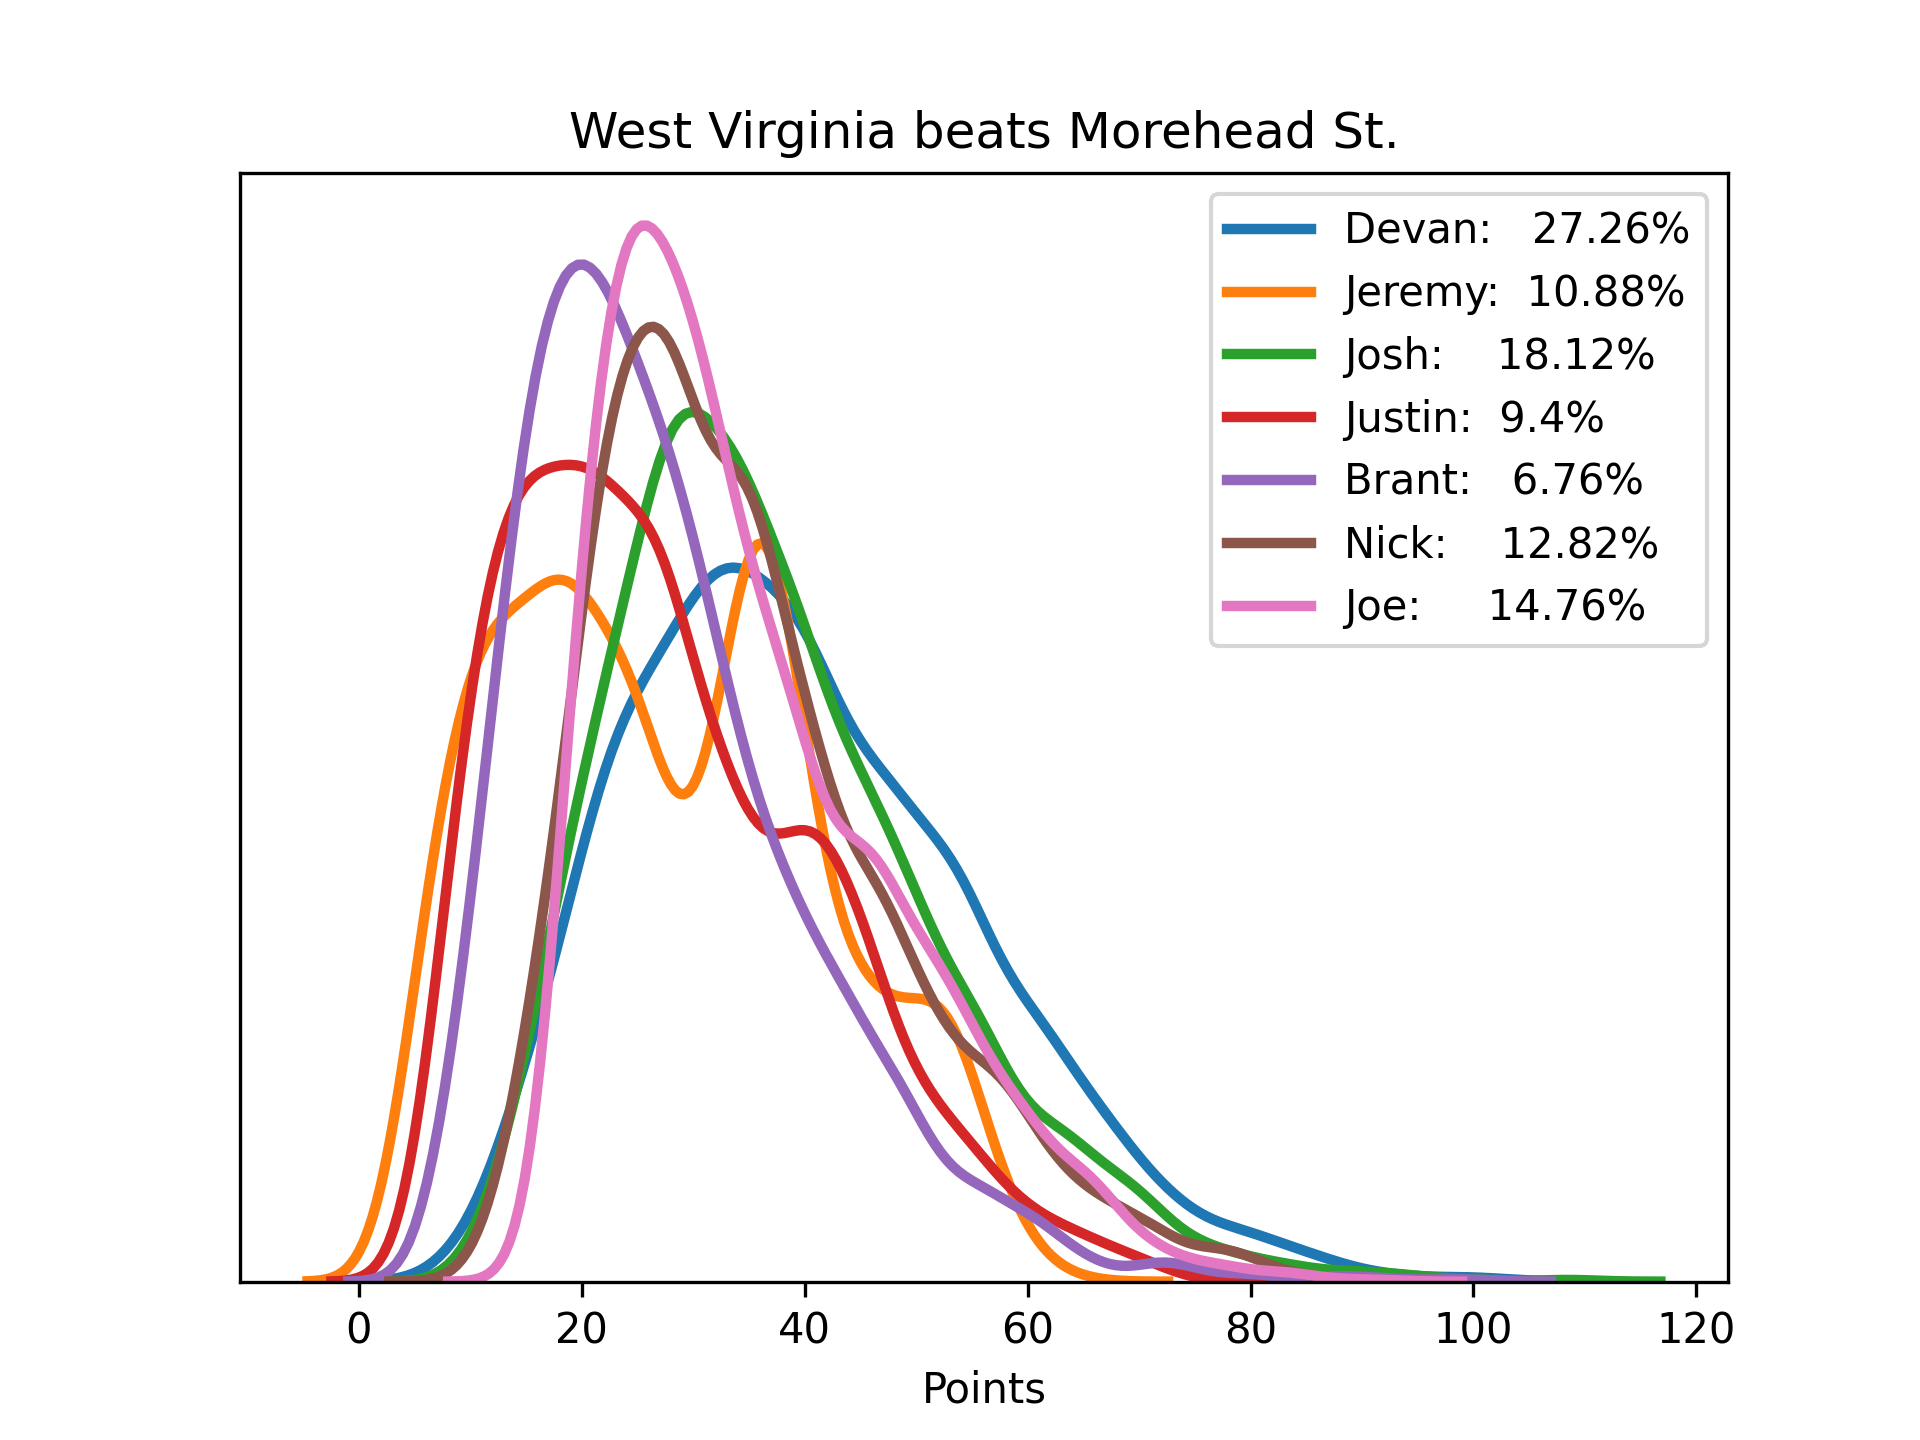 West Virginia beats Morehead St.
Devan: 27.26%
Jeremy: 10.88%
Josh: 18.12%
Justin: 9.4%
Brant: 6.76%
Nick: 12.82%
Joe: 14.76%
0 20 40 60 80 100 120
Points